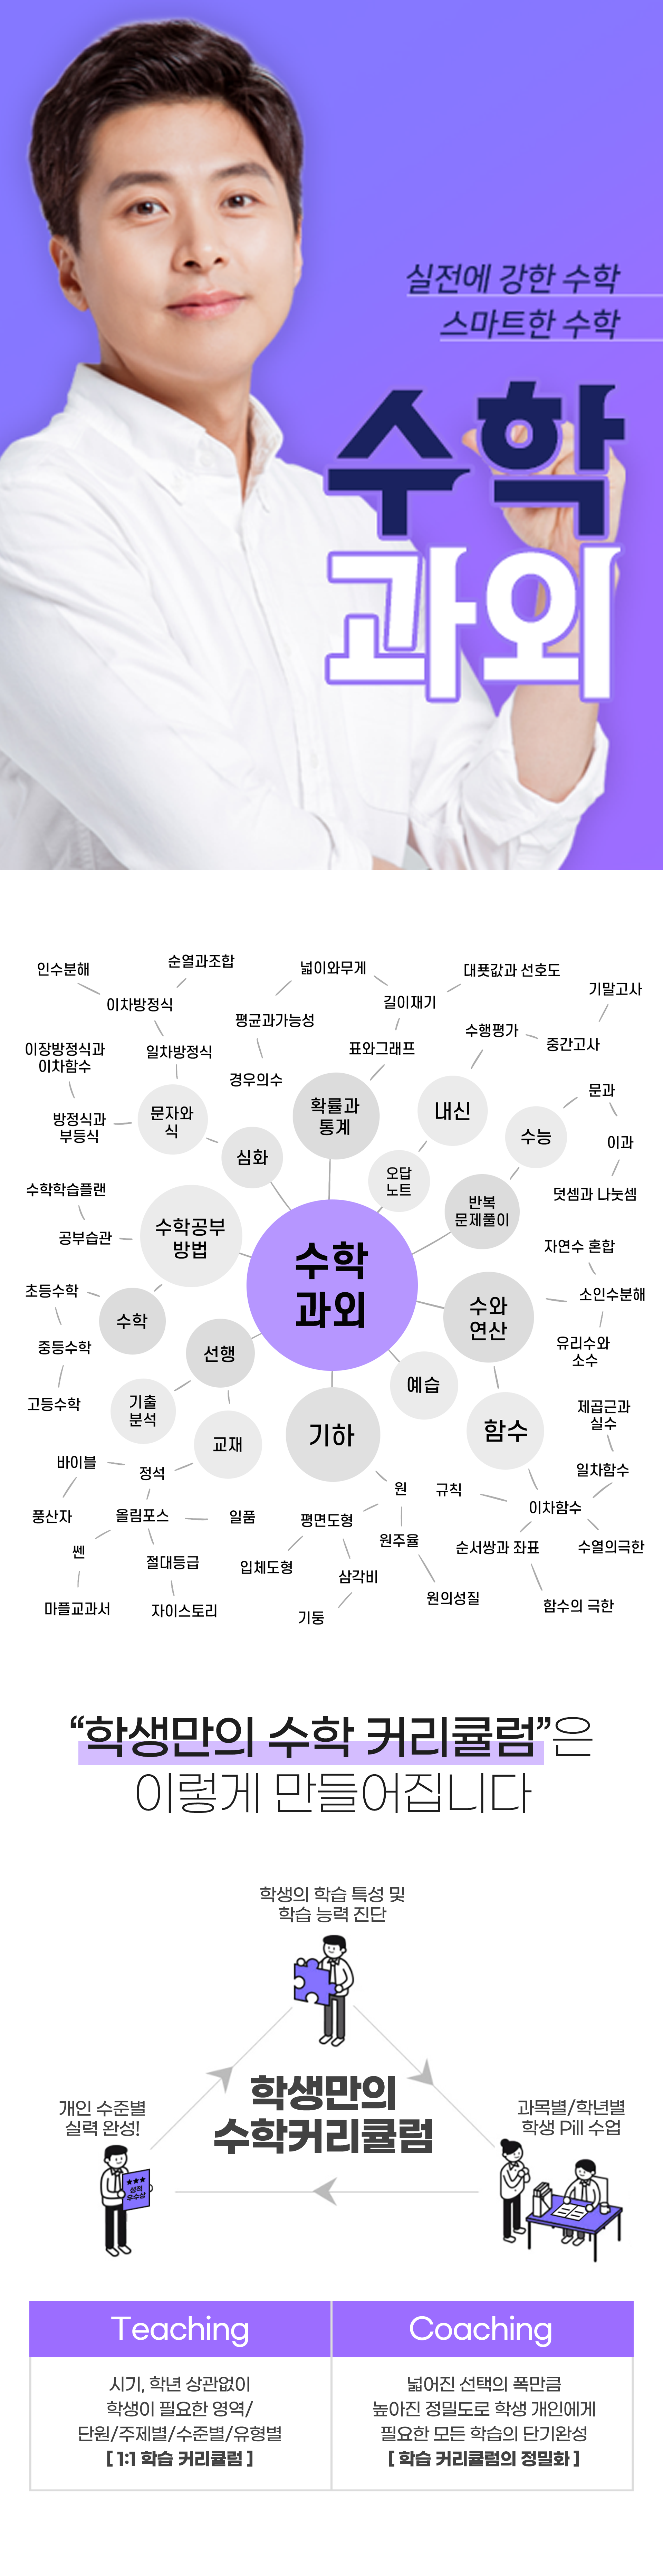 실전에 강한 수학
스마트한 수학
수학
과외
인수분해
순열과조합
넓이와무게
대푯값과 선호도
기말고사
이차방정식
길이재기
평균과가능성
수행평가
중간고사
이장방정식과
이차함수
일차방정식
표와그래프
경우의수
문과
방정식과
부등식
문자와
식
확률과
통계
내신
수능
이과
심화
오답
노트
수학학습플랜
반복
문제풀이
덧셈과 나눗셈
공부습관
수학공부
방법
자연수 혼합
수학
과외
초등수학
소인수분해
수학
수와
연산
중등수학
선행
유리수와
소수
예습
고등수학
기출
분석
교재
기하
함수
제곱근과
실수
바이블
정석
일차함수
원
규칙
풍산자
올림포스
일품
평면도형
이차함수
원주율
쎈
절대등급
입체도형
삼각비
순서쌍과 좌표
수열의극한
마플교과서
자이스토리
기둥
원의성질
함수의 극한
“학생만의 수학 커리큘럼”은
이렇게 만들어집니다
학생의 학습 특성 및
학습 능력 진단
학생만의
수학커리큘럼
개인 수준별
실력 완성!
과목별/학년별
학생 Pill 수업
★★★
성적
우수상
Teaching
시기, 학년 상관없이
학생이 필요한 영역/
단원/주제별/수준별/유형별
[ 1:1 학습 커리큘럼 ]
Coaching
넓어진 선택의 폭만큼
높아진 정밀도로 학생 개인에게
필요한 모든 학습의 단기완성
[ 학습 커리큘럼의 정밀화 ]